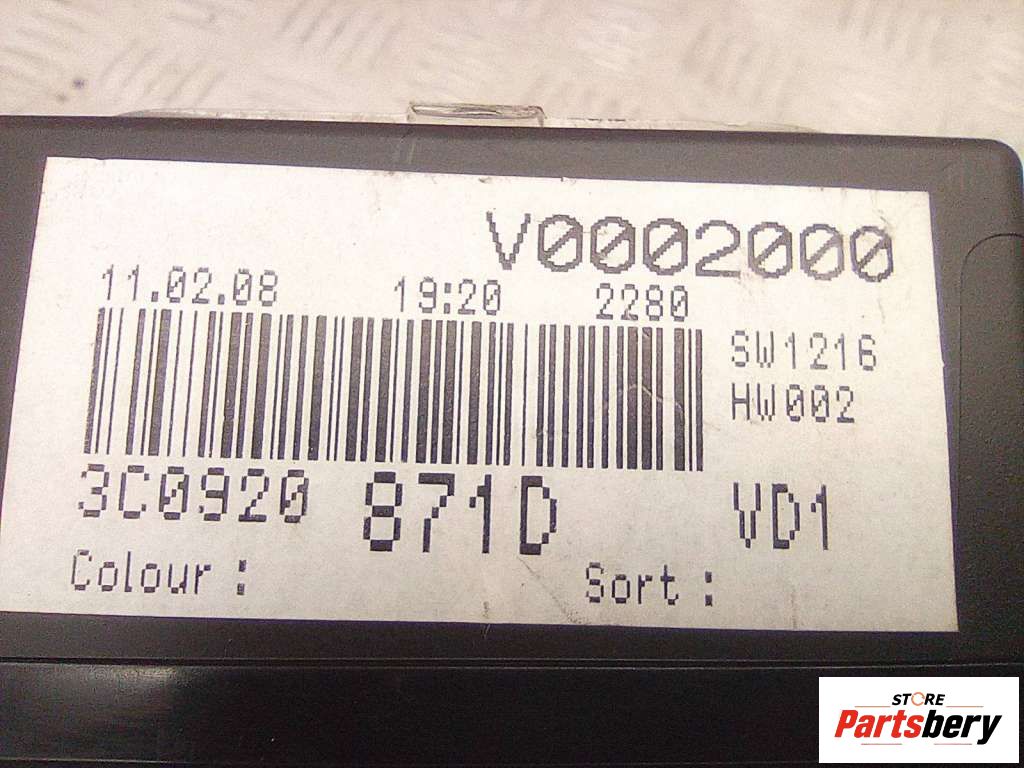 V0002000
11.02.08 19:20 2280
SW1216
HW002
3C0920 871D VD1
Colour : Sort :
STORE
Partsbery